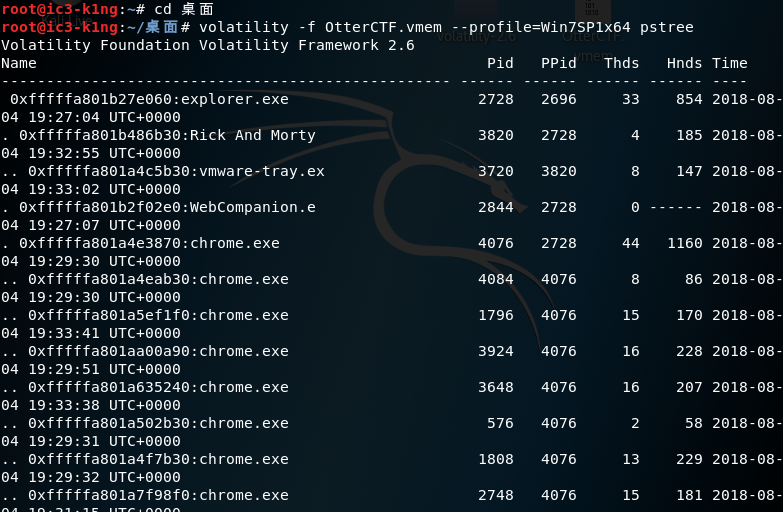 root@ic3-k1ng:~# cd 桌面
root@ic3-k1ng:~/桌面# volatility -f OtterCTF.vmem --profile=Win7SP1x64 pstree
Volatility Foundation Volatility Framework 2.6
Name Pid PPid Thds Hnds Time
-------------------------------------------------- ------ ------ ------ ------ ----
0xfffffa801b27e060:explorer.exe 2728 2696 33 854 2018-08-
04 19:27:04 UTC+0000
. 0xfffffa801b486b30:Rick And Morty 3820 2728 4 185 2018-08-
04 19:32:55 UTC+0000
.. 0xfffffa801a4c5b30:vmware-tray.ex 3720 3820 8 147 2018-08-
04 19:33:02 UTC+0000
. 0xfffffa801b2f02e0:WebCompanion.e 2844 2728 0 ------ 2018-08-
04 19:27:07 UTC+0000
. 0xfffffa801a4e3870:chrome.exe 4076 2728 44 1160 2018-08-
04 19:29:30 UTC+0000
.. 0xfffffa801a4eab30:chrome.exe 4084 4076 8 86 2018-08-
04 19:29:30 UTC+0000
.. 0xfffffa801a5ef1f0:chrome.exe 1796 4076 15 170 2018-08-
04 19:33:41 UTC+0000
.. 0xfffffa801aa00a90:chrome.exe 3924 4076 16 228 2018-08-
04 19:29:51 UTC+0000
.. 0xfffffa801a635240:chrome.exe 3648 4076 16 207 2018-08-
04 19:33:38 UTC+0000
.. 0xfffffa801a502b30:chrome.exe 576 4076 2 58 2018-08-
04 19:29:31 UTC+0000
.. 0xfffffa801a4f7b30:chrome.exe 1808 4076 13 229 2018-08-
04 19:29:32 UTC+0000
.. 0xfffffa801a7f98f0:chrome.exe 2748 4076 15 181 2018-08-
04 19:31:15 UTC+0000